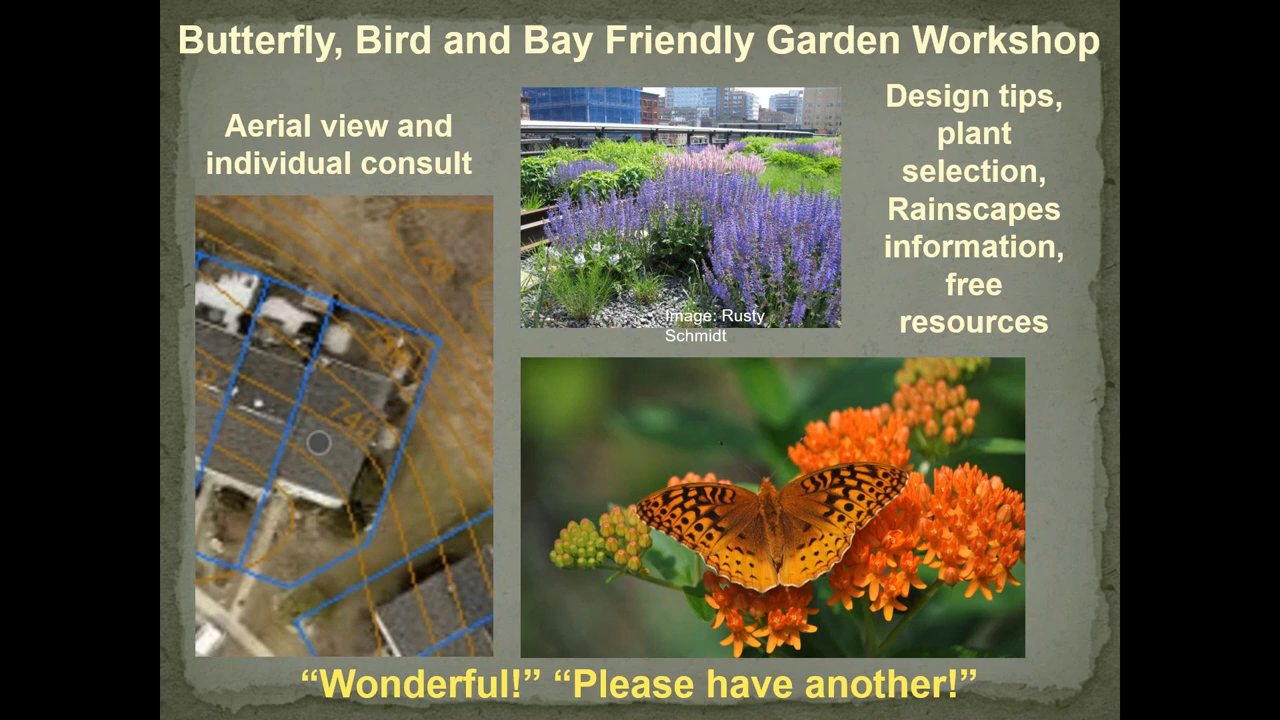 Butterfly, Bird and Bay Friendly Garden Workshop
Aerial view and
individual consult
Design tips,
plant
selection,
Rainscapes
information,
free
resources
Image: Rusty
Schmidt
740
“Wonderful!” “Please have another!”